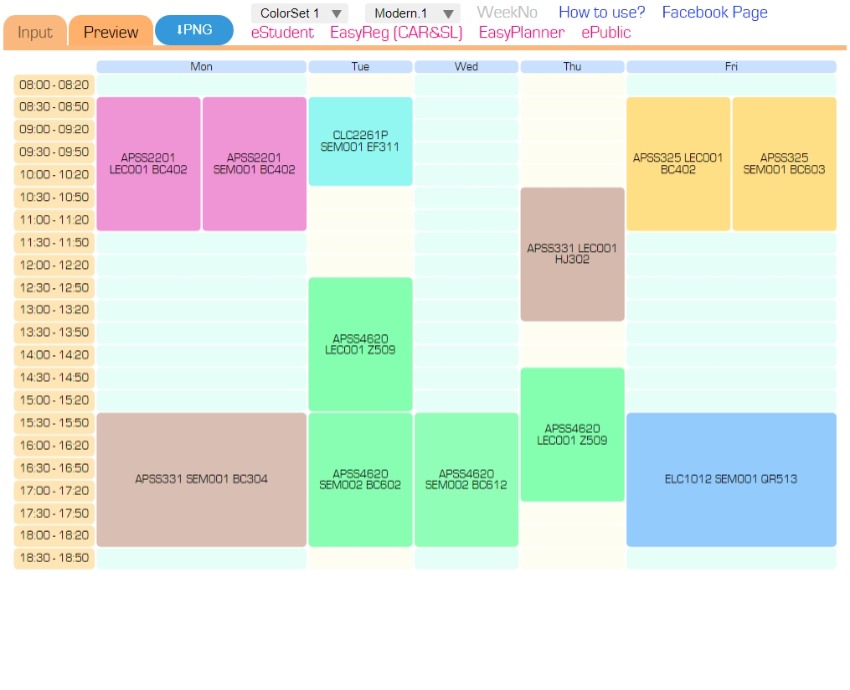 ColorSet 1 ▼ Modern.1 ▼ WeekNo How to use? Facebook Page
Input Preview ⬇PNG eStudent EasyReg (CAR&SL) EasyPlanner ePublic
Mon Tue Wed Thu Fri
08:00 - 08:20
08:30 - 08:50
09:00 - 09:20
09:30 - 09:50
10:00 - 10:20
10:30 - 10:50
11:00 - 11:20
11:30 - 11:50
12:00 - 12:20
12:30 - 12:50
13:00 - 13:20
13:30 - 13:50
14:00 - 14:20
14:30 - 14:50
15:00 - 15:20
15:30 - 15:50
16:00 - 16:20
16:30 - 16:50
17:00 - 17:20
17:30 - 17:50
18:00 - 18:20
18:30 - 18:50
APSS2201
LEC001 BC402
APSS2201
SEM001 BC402
APSS331 SEM001 BC304
CLC2261P
SEM001 EF311
APSS4620
LEC001 Z509
APSS4620
SEM002 BC602
APSS4620
SEM002 BC612
APSS331 LEC001
HJ302
APSS4620
LEC001 Z509
APSS325 LEC001
BC402
APSS325
SEM001 BC603
ELC1012 SEM001 QR513